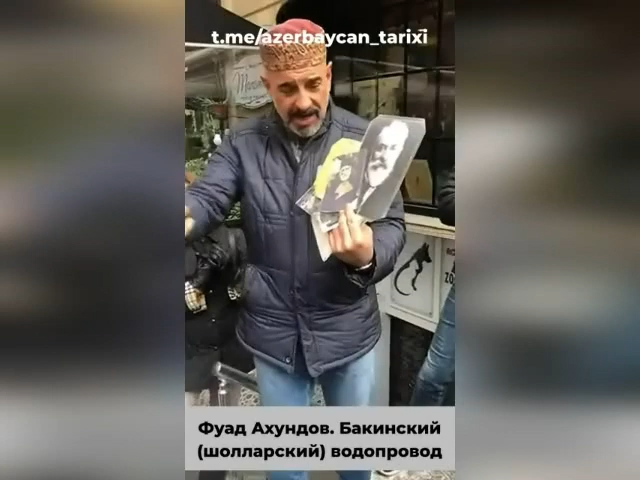 t.me/azerbaycan_tarixi
Фуад Ахундов. Бакинский
(шолларский) водопровод